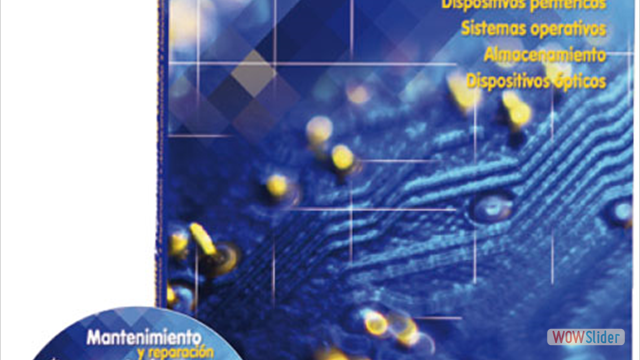 Dispositivos periféricos
Sistemas operativos
Almacenamiento
Dispositivos ópticos
Mantenimiento
y reparación
WOWSlider